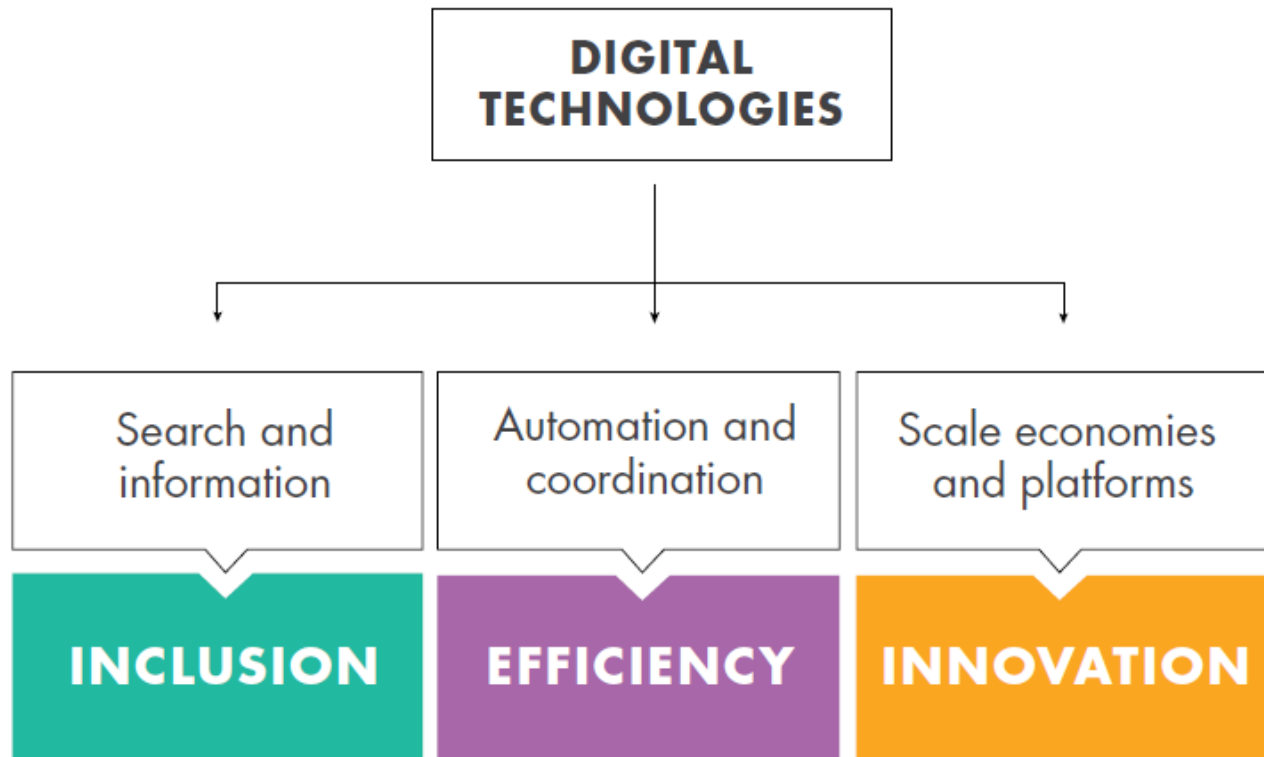 DIGITAL
TECHNOLOGIES
Search and
information
Automation and
coordination
Scale economies
and platforms
INCLUSION
EFFICIENCY
INNOVATION